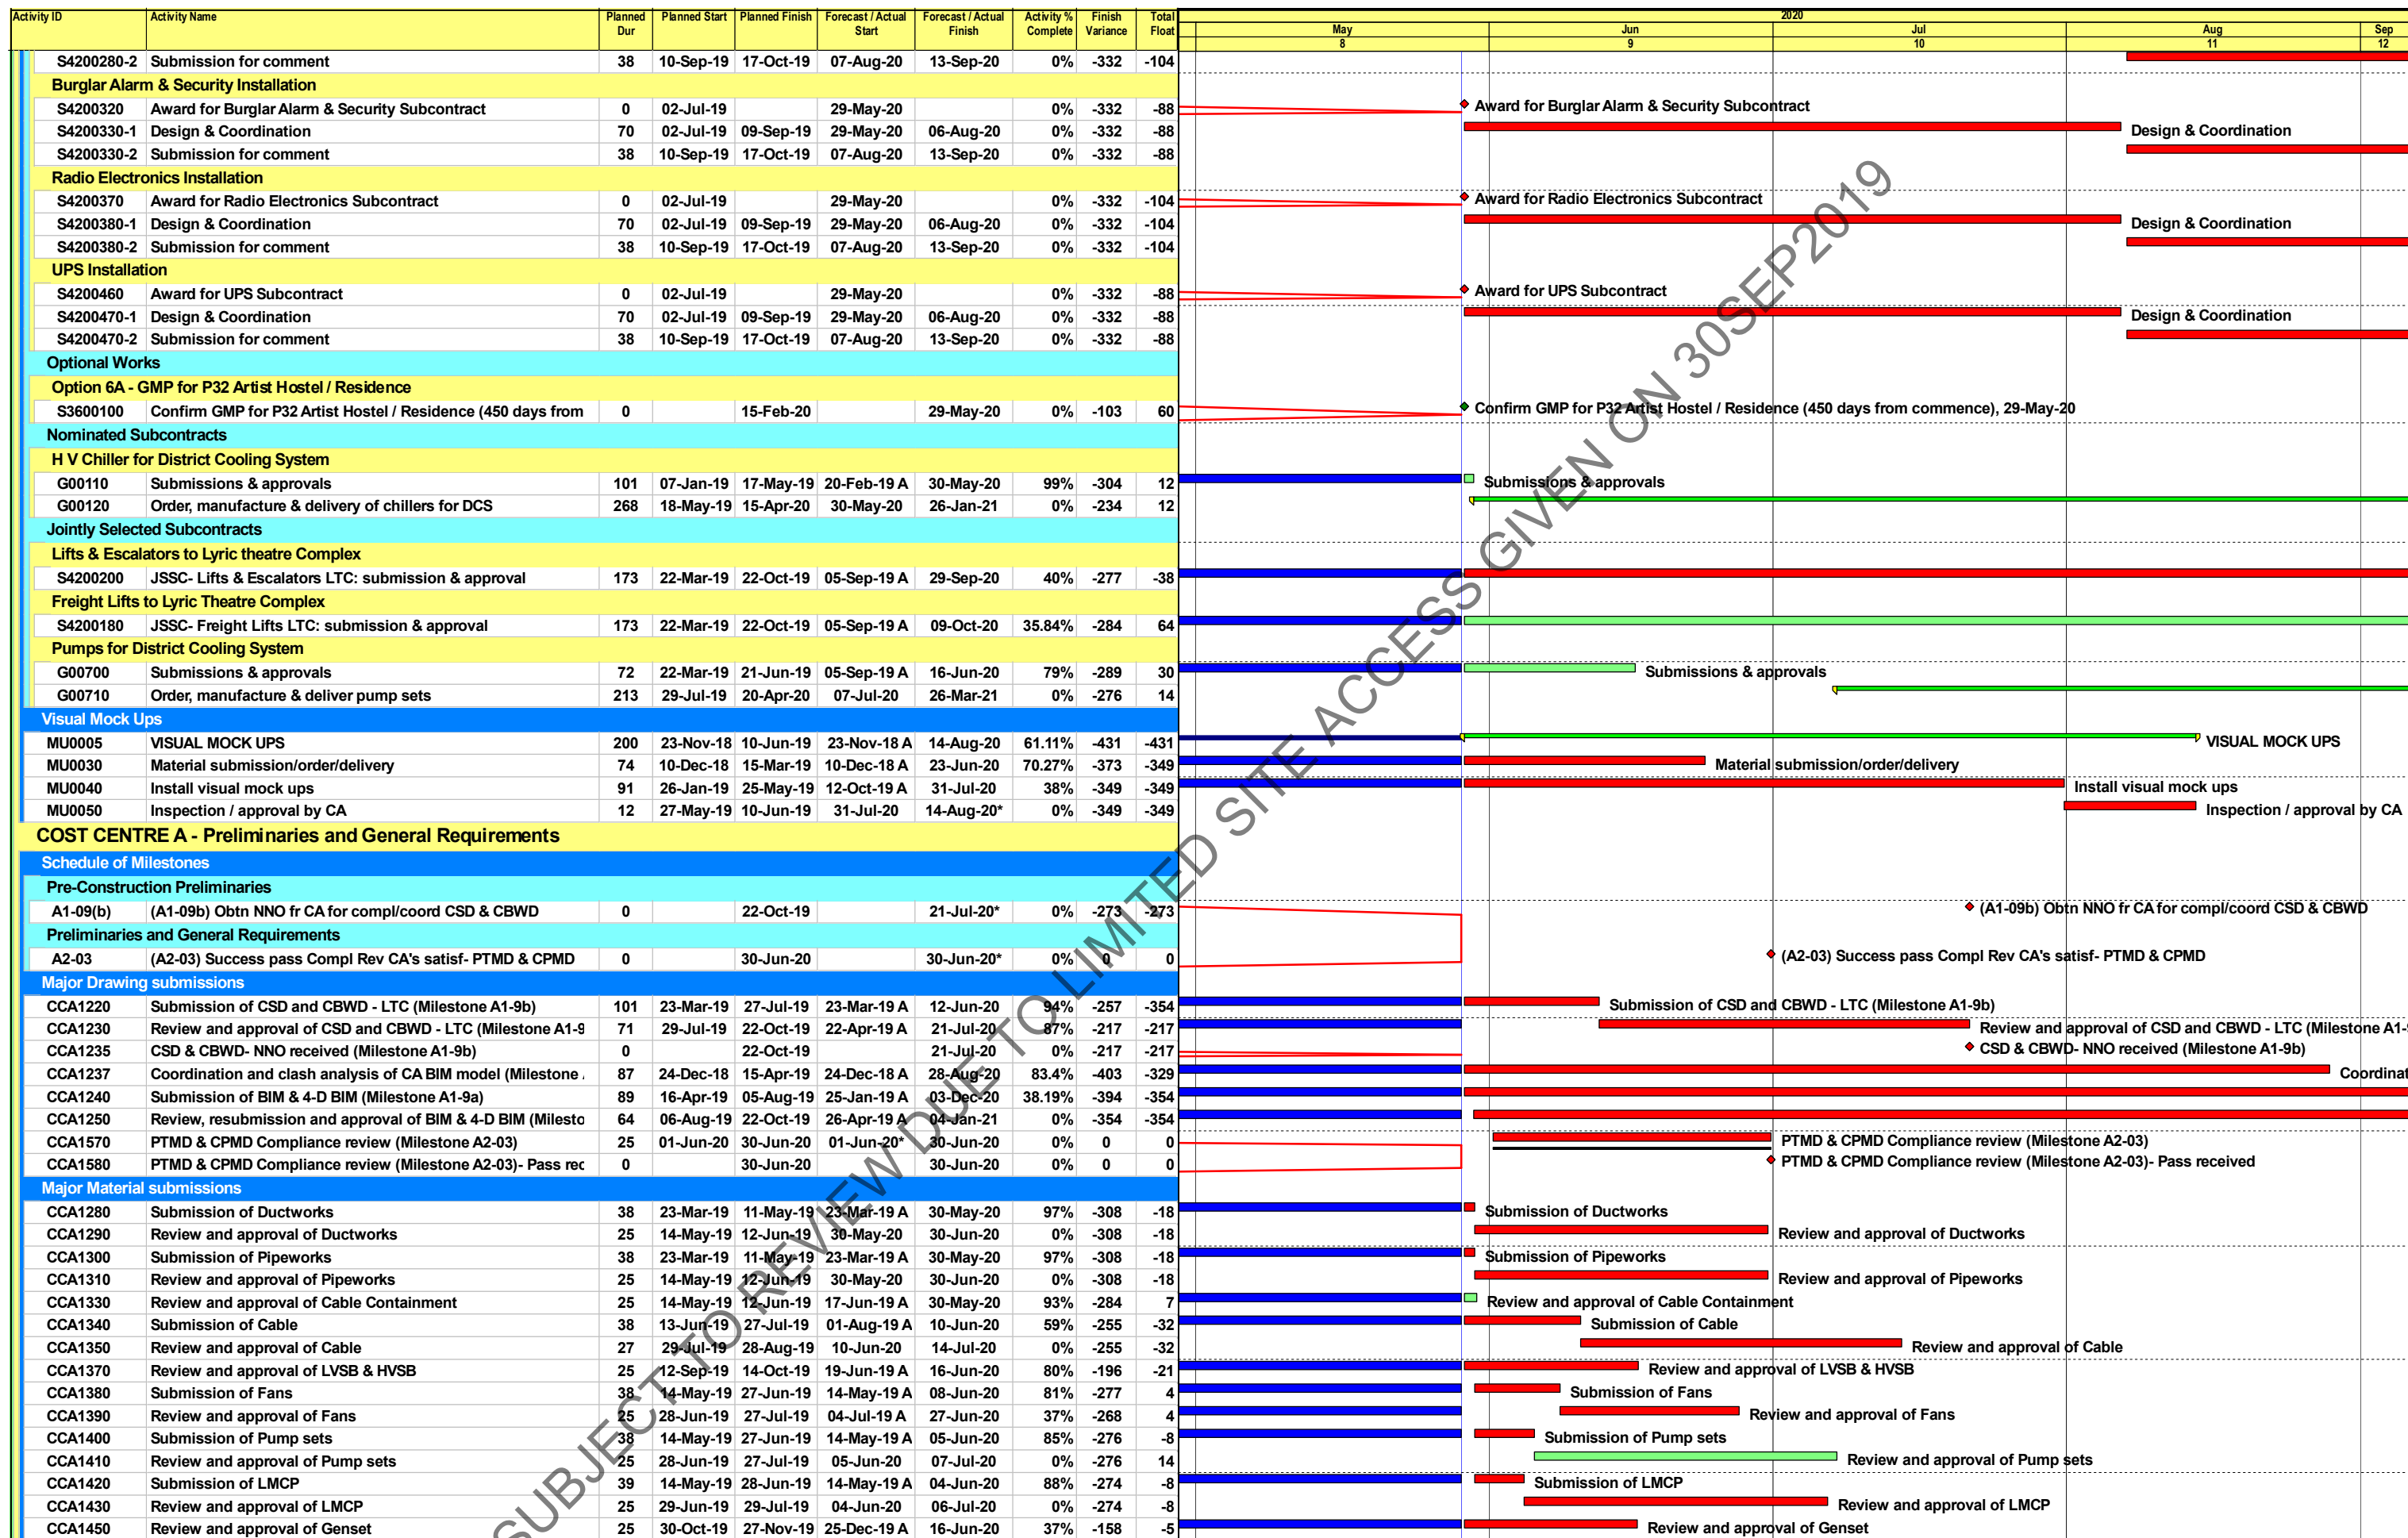 Activity ID Activity Name Planned Dur Planned Start Planned Finish Forecast / Actual Start Forecast / Actual Finish Activity % Complete Finish Variance Total Float 2020
May Jun Jul Aug Sep
8 9 10 11 12
S4200280-2 Submission for comment 38 10-Sep-19 17-Oct-19 07-Aug-20 13-Sep-20 0% -332 -104
Burglar Alarm & Security Installation
S4200320 Award for Burglar Alarm & Security Subcontract 0 02-Jul-19 29-May-20 0% -332 -88 Award for Burglar Alarm & Security Subcontract
S4200330-1 Design & Coordination 70 02-Jul-19 09-Sep-19 29-May-20 06-Aug-20 0% -332 -88 Design & Coordination
S4200330-2 Submission for comment 38 10-Sep-19 17-Oct-19 07-Aug-20 13-Sep-20 0% -332 -88
Radio Electronics Installation
S4200370 Award for Radio Electronics Subcontract 0 02-Jul-19 29-May-20 0% -332 -104 Award for Radio Electronics Subcontract
S4200380-1 Design & Coordination 70 02-Jul-19 09-Sep-19 29-May-20 06-Aug-20 0% -332 -104 Design & Coordination
S4200380-2 Submission for comment 38 10-Sep-19 17-Oct-19 07-Aug-20 13-Sep-20 0% -332 -104
UPS Installation
S4200460 Award for UPS Subcontract 0 02-Jul-19 29-May-20 0% -332 -88 Award for UPS Subcontract
S4200470-1 Design & Coordination 70 02-Jul-19 09-Sep-19 29-May-20 06-Aug-20 0% -332 -88 Design & Coordination
S4200470-2 Submission for comment 38 10-Sep-19 17-Oct-19 07-Aug-20 13-Sep-20 0% -332 -88
Optional Works
Option 6A - GMP for P32 Artist Hostel / Residence
S3600100 Confirm GMP for P32 Artist Hostel / Residence (450 days from 0 15-Feb-20 29-May-20 0% -103 60 Confirm GMP for P32 Artist Hostel / Residence (450 days from commence), 29-May-20
Nominated Subcontracts
H V Chiller for District Cooling System
G00110 Submissions & approvals 101 07-Jan-19 17-May-19 20-Feb-19 A 30-May-20 99% -304 12 Submissions & approvals
G00120 Order, manufacture & delivery of chillers for DCS 268 18-May-19 15-Apr-20 30-May-20 26-Jan-21 0% -234 12
Jointly Selected Subcontracts
Lifts & Escalators to Lyric theatre Complex
S4200200 JSSC- Lifts & Escalators LTC: submission & approval 173 22-Mar-19 22-Oct-19 05-Sep-19 A 29-Sep-20 40% -277 -38
Freight Lifts to Lyric Theatre Complex
S4200180 JSSC- Freight Lifts LTC: submission & approval 173 22-Mar-19 22-Oct-19 05-Sep-19 A 09-Oct-20 35.84% -284 64
Pumps for District Cooling System
G00700 Submissions & approvals 72 22-Mar-19 21-Jun-19 05-Sep-19 A 16-Jun-20 79% -289 30 Submissions & approvals
G00710 Order, manufacture & deliver pump sets 213 29-Jul-19 20-Apr-20 07-Jul-20 26-Mar-21 0% -276 14
Visual Mock Ups
MU0005 VISUAL MOCK UPS 200 23-Nov-18 10-Jun-19 23-Nov-18 A 14-Aug-20 61.11% -431 -431 VISUAL MOCK UPS
MU0030 Material submission/order/delivery 74 10-Dec-18 15-Mar-19 10-Dec-18 A 23-Jun-20 70.27% -373 -349 Material submission/order/delivery
MU0040 Install visual mock ups 91 26-Jan-19 25-May-19 12-Oct-19 A 31-Jul-20 38% -349 -349 Install visual mock ups
MU0050 Inspection / approval by CA 12 27-May-19 10-Jun-19 31-Jul-20 14-Aug-20* 0% -349 -349 Inspection / approval by CA
COST CENTRE A - Preliminaries and General Requirements
Schedule of Milestones
Pre-Construction Preliminaries
A1-09(b) (A1-09b) Obtn NNO fr CA for compl/coord CSD & CBWD 0 22-Oct-19 21-Jul-20* 0% -273 -273 (A1-09b) Obtn NNO fr CA for compl/coord CSD & CBWD
Preliminaries and General Requirements
A2-03 (A2-03) Success pass Compl Rev CA's satisf- PTMD & CPMD 0 30-Jun-20 30-Jun-20* 0% 0 0 (A2-03) Success pass Compl Rev CA's satisf- PTMD & CPMD
Major Drawing submissions
CCA1220 Submission of CSD and CBWD - LTC (Milestone A1-9b) 101 23-Mar-19 27-Jul-19 23-Mar-19 A 12-Jun-20 94% -257 -354 Submission of CSD and CBWD - LTC (Milestone A1-9b)
CCA1230 Review and approval of CSD and CBWD - LTC (Milestone A1-9 71 29-Jul-19 22-Oct-19 22-Apr-19 A 21-Jul-20 87% -217 -217 Review and approval of CSD and CBWD - LTC (Milestone A1-
CCA1235 CSD & CBWD- NNO received (Milestone A1-9b) 0 22-Oct-19 21-Jul-20 0% -217 -217 CSD & CBWD- NNO received (Milestone A1-9b)
CCA1237 Coordination and clash analysis of CA BIM model (Milestone 87 24-Dec-18 15-Apr-19 24-Dec-18 A 28-Aug-20 83.4% -403 -329 Coordinat
CCA1240 Submission of BIM & 4-D BIM (Milestone A1-9a) 89 16-Apr-19 05-Aug-19 25-Jan-19 A 03-Dec-20 38.19% -394 -354
CCA1250 Review, resubmission and approval of BIM & 4-D BIM (Milesto 64 06-Aug-19 22-Oct-19 26-Apr-19 A 04-Jan-21 0% -354 -354
CCA1570 PTMD & CPMD Compliance review (Milestone A2-03) 25 01-Jun-20 30-Jun-20 01-Jun-20* 30-Jun-20 0% 0 0 PTMD & CPMD Compliance review (Milestone A2-03)
CCA1580 PTMD & CPMD Compliance review (Milestone A2-03)- Pass rec 0 30-Jun-20 30-Jun-20 0% 0 0 PTMD & CPMD Compliance review (Milestone A2-03)- Pass received
Major Material submissions
CCA1280 Submission of Ductworks 38 23-Mar-19 11-May-19 23-Mar-19 A 30-May-20 97% -308 -18 Submission of Ductworks
CCA1290 Review and approval of Ductworks 25 14-May-19 12-Jun-19 30-May-20 30-Jun-20 0% -308 -18 Review and approval of Ductworks
CCA1300 Submission of Pipeworks 38 23-Mar-19 11-May-19 23-Mar-19 A 30-May-20 97% -308 -18 Submission of Pipeworks
CCA1310 Review and approval of Pipeworks 25 14-May-19 12-Jun-19 30-May-20 30-Jun-20 0% -308 -18 Review and approval of Pipeworks
CCA1330 Review and approval of Cable Containment 25 14-May-19 12-Jun-19 17-Jun-19 A 30-May-20 93% -284 7 Review and approval of Cable Containment
CCA1340 Submission of Cable 38 13-Jun-19 27-Jul-19 01-Aug-19 A 10-Jun-20 59% -255 -32 Submission of Cable
CCA1350 Review and approval of Cable 27 29-Jul-19 28-Aug-19 10-Jun-20 14-Jul-20 0% -255 -32 Review and approval of Cable
CCA1370 Review and approval of LVSB & HVSB 25 12-Sep-19 14-Oct-19 19-Jun-19 A 16-Jun-20 80% -196 -21 Review and approval of LVSB & HVSB
CCA1380 Submission of Fans 38 14-May-19 27-Jun-19 14-May-19 A 08-Jun-20 81% -277 4 Submission of Fans
CCA1390 Review and approval of Fans 25 28-Jun-19 27-Jul-19 04-Jul-19 A 27-Jun-20 37% -268 4 Review and approval of Fans
CCA1400 Submission of Pump sets 38 14-May-19 27-Jun-19 14-May-19 A 05-Jun-20 85% -276 -8 Submission of Pump sets
CCA1410 Review and approval of Pump sets 25 28-Jun-19 27-Jul-19 05-Jun-20 07-Jul-20 0% -276 14 Review and approval of Pump sets
CCA1420 Submission of LMCP 39 14-May-19 28-Jun-19 14-May-19 A 04-Jun-20 88% -274 -8 Submission of LMCP
CCA1430 Review and approval of LMCP 25 29-Jun-19 29-Jul-19 04-Jun-20 06-Jul-20 0% -274 -8 Review and approval of LMCP
CCA1450 Review and approval of Genset 25 30-Oct-19 27-Nov-19 25-Dec-19 A 16-Jun-20 37% -158 -5 Review and approval of Genset
SUBJECT TO REVIEW DUE TO LIMITED SITE ACCESS GIVEN ON 30SEP2019